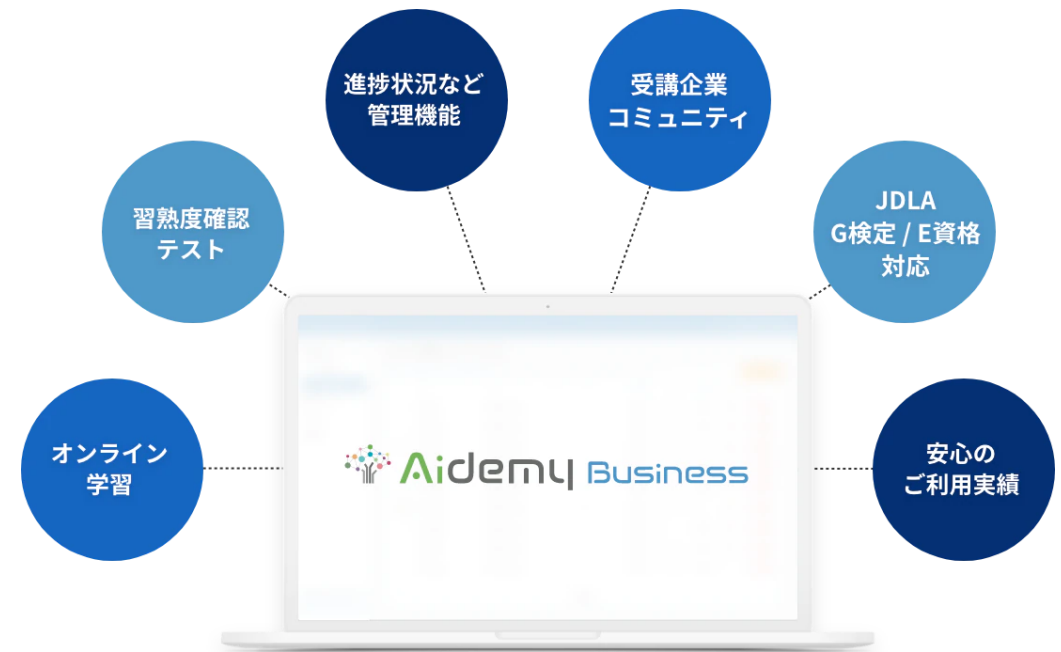 進捗状況など
管理機能
受講企業
コミュニティ
習熟度確認
テスト
JDLA
G検定 / E資格
対応
オンライン
学習
Aidemy Business
安心の
ご利用実績